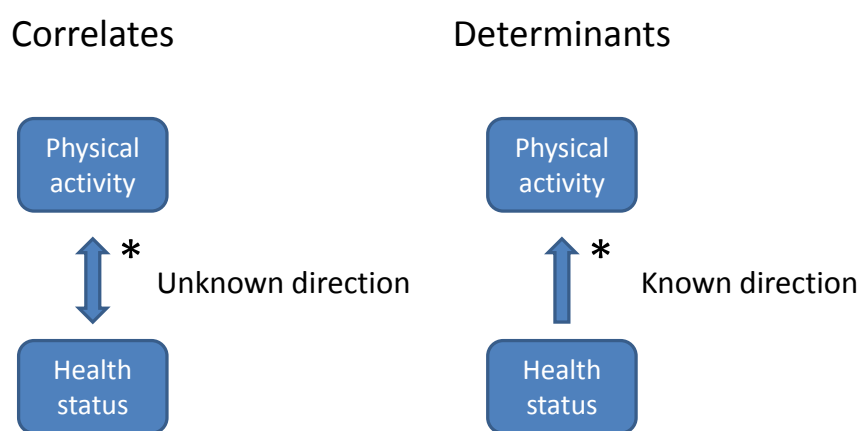 Correlates
Determinants
Physical
activity
Physical
activity
*
Unknown direction
*
Known direction
Health
status
Health
status